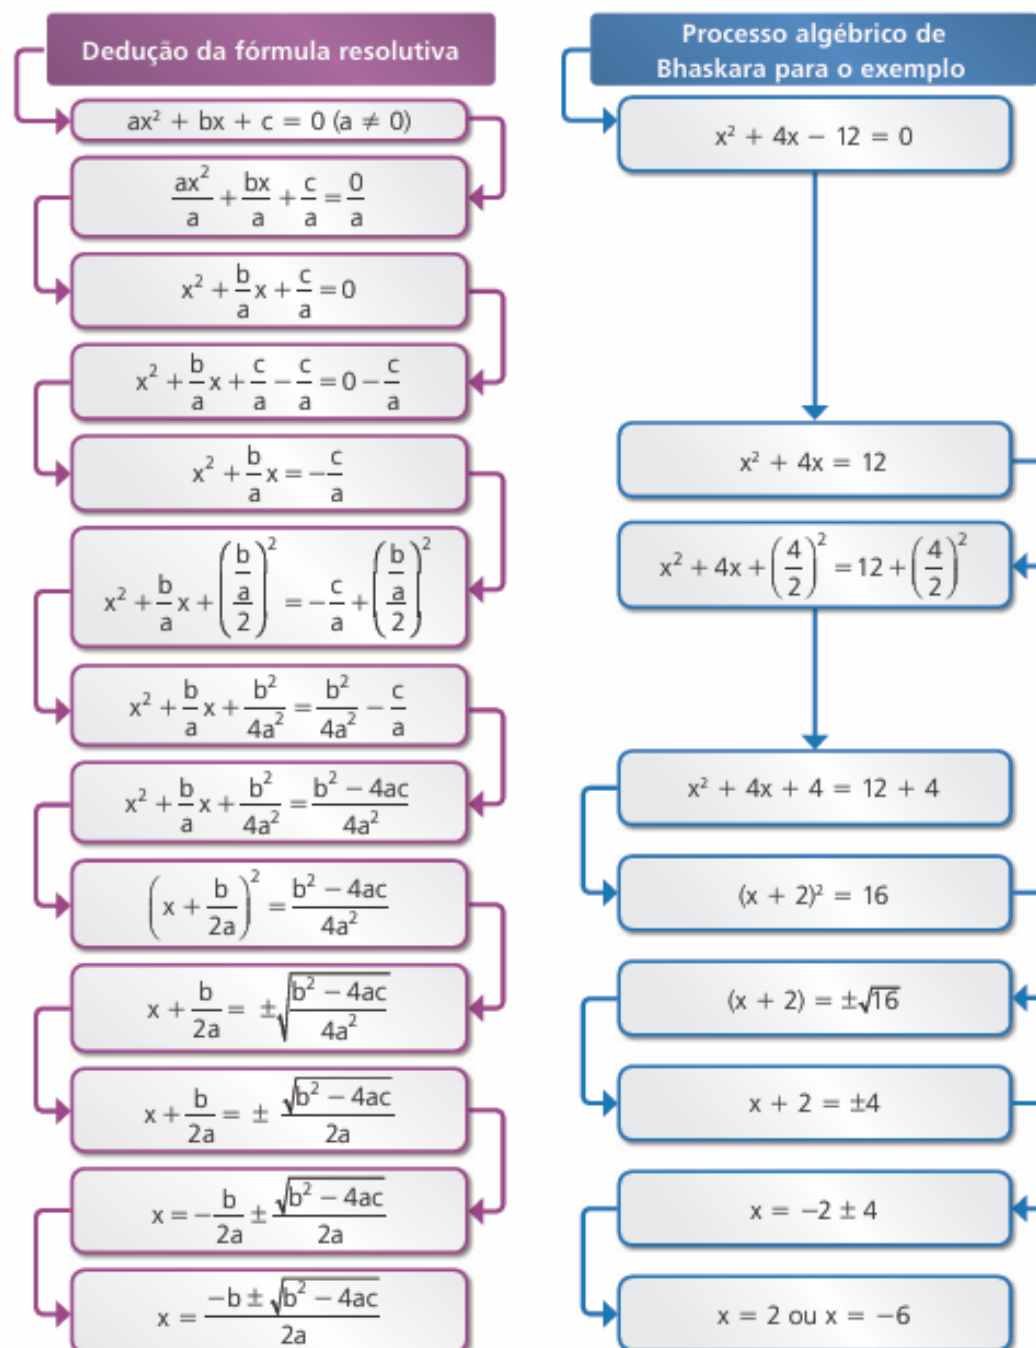 Dedução da fórmula resolutiva
ax² + bx + c = 0 (a ≠ 0)
ax²/a + bx/a + c/a = 0/a
x² + b/a x + c/a = 0
x² + b/a x + c/a − c/a = 0 − c/a
x² + b/a x = −c/a
x² + b/a x + ((b/a)/2)² = −c/a + ((b/a)/2)²
x² + b/a x + b²/4a² = b²/4a² − c/a
x² + b/a x + b²/4a² = (b² − 4ac)/4a²
(x + b/2a)² = (b² − 4ac)/4a²
x + b/2a = ±√((b² − 4ac)/4a²)
x + b/2a = ± √(b² − 4ac)/2a
x = −b/2a ± √(b² − 4ac)/2a
x = (−b ± √(b² − 4ac))/2a
Processo algébrico de
Bhaskara para o exemplo
x² + 4x − 12 = 0
x² + 4x = 12
x² + 4x + (4/2)² = 12 + (4/2)²
x² + 4x + 4 = 12 + 4
(x + 2)² = 16
(x + 2) = ±√16
x + 2 = ±4
x = −2 ± 4
x = 2 ou x = −6